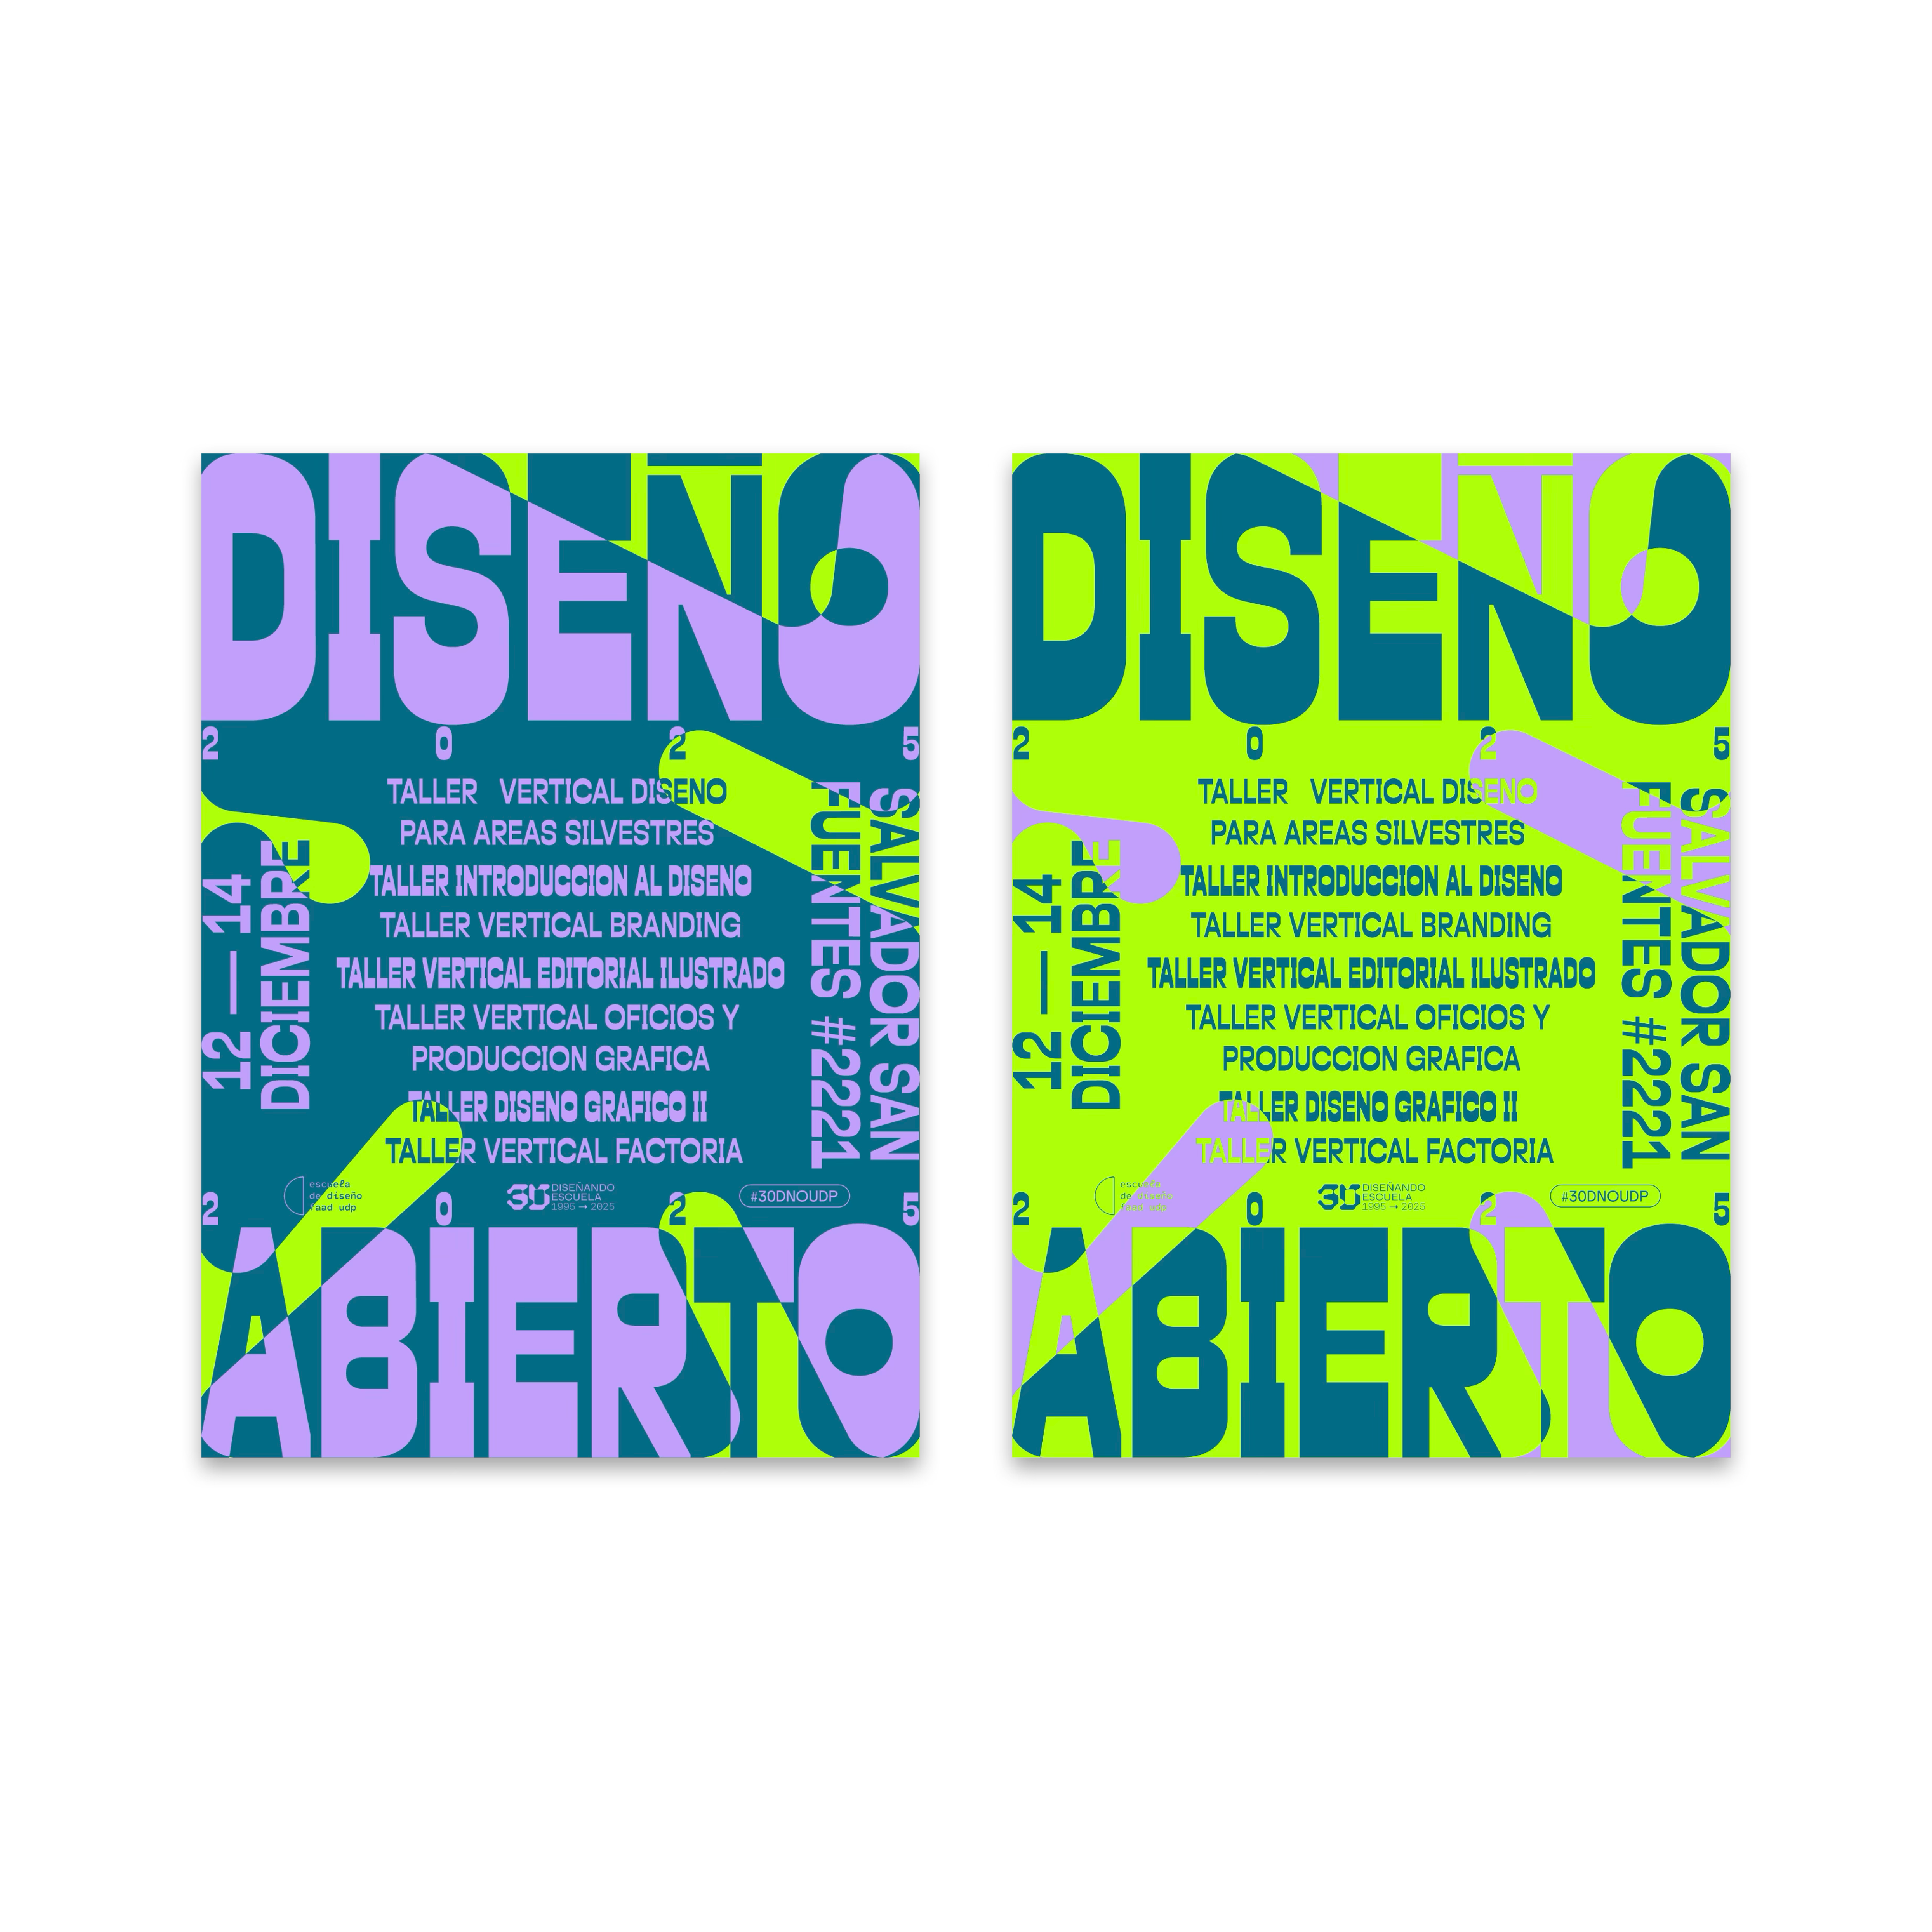 DISEÑO
2 0 2 5
TALLER VERTICAL DISENO
PARA AREAS SILVESTRES
TALLER INTRODUCCION AL DISENO
TALLER VERTICAL BRANDING
TALLER VERTICAL EDITORIAL ILUSTRADO
TALLER VERTICAL OFICIOS Y
PRODUCCION GRAFICA
TALLER DISENO GRAFICO II
TALLER VERTICAL FACTORIA
12 — 14
DICIEMBRE
SALVADOR SAN
FUENTES #2221
escuela
de diseño
faad udp
30
DISEÑANDO
ESCUELA
1995 → 2025
#30DNOUDP
2 0 2 5
ABIERTO
DISEÑO
2 0 2 5
TALLER VERTICAL DISENO
PARA AREAS SILVESTRES
TALLER INTRODUCCION AL DISENO
TALLER VERTICAL BRANDING
TALLER VERTICAL EDITORIAL ILUSTRADO
TALLER VERTICAL OFICIOS Y
PRODUCCION GRAFICA
TALLER DISENO GRAFICO II
TALLER VERTICAL FACTORIA
12 — 14
DICIEMBRE
SALVADOR SAN
FUENTES #2221
escuela
de diseño
faad udp
30
DISEÑANDO
ESCUELA
1995 → 2025
#30DNOUDP
2 0 2 5
ABIERTO